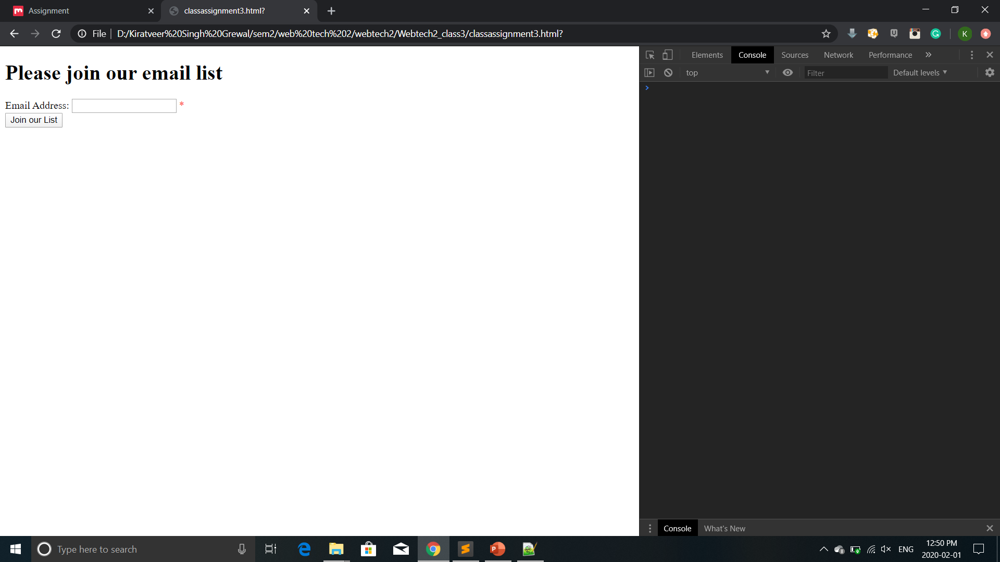 Assignment
classassignment3.html?
File
D:/Kiratveer%20Singh%20Grewal/sem2/web%20tech%202/webtech2/Webtech2_class3/classassignment3.html?
K
Please join our email list
Email Address: *
Join our List
Elements Console Sources Network Performance
top Filter Default levels
Console What's New
Type here to search
ENG
12:50 PM
2020-02-01